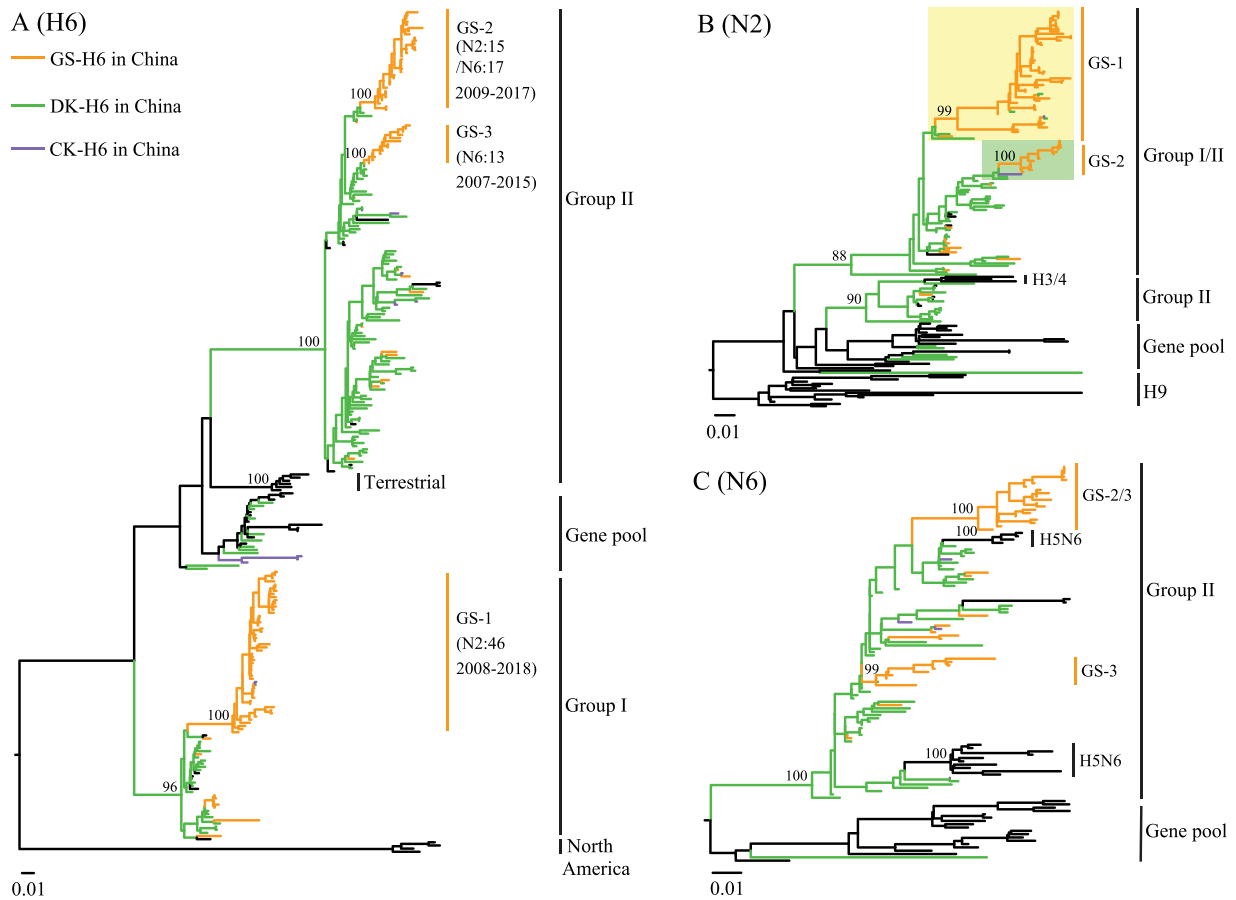 A (H6)
GS-H6 in China
DK-H6 in China
CK-H6 in China
100
GS-2
(N2:15
/N6:17
2009-2017)
100
GS-3
(N6:13
2007-2015)
Group II
100
100
Terrestrial
Gene pool
GS-1
(N2:46
2008-2018)
100
Group I
96
North
America
0.01
B (N2)
99
GS-1
100
GS-2
Group I/II
88
H3/4
90
Group II
Gene pool
H9
0.01
C (N6)
100
GS-2/3
100
H5N6
Group II
99
GS-3
100
H5N6
100
Gene pool
0.01